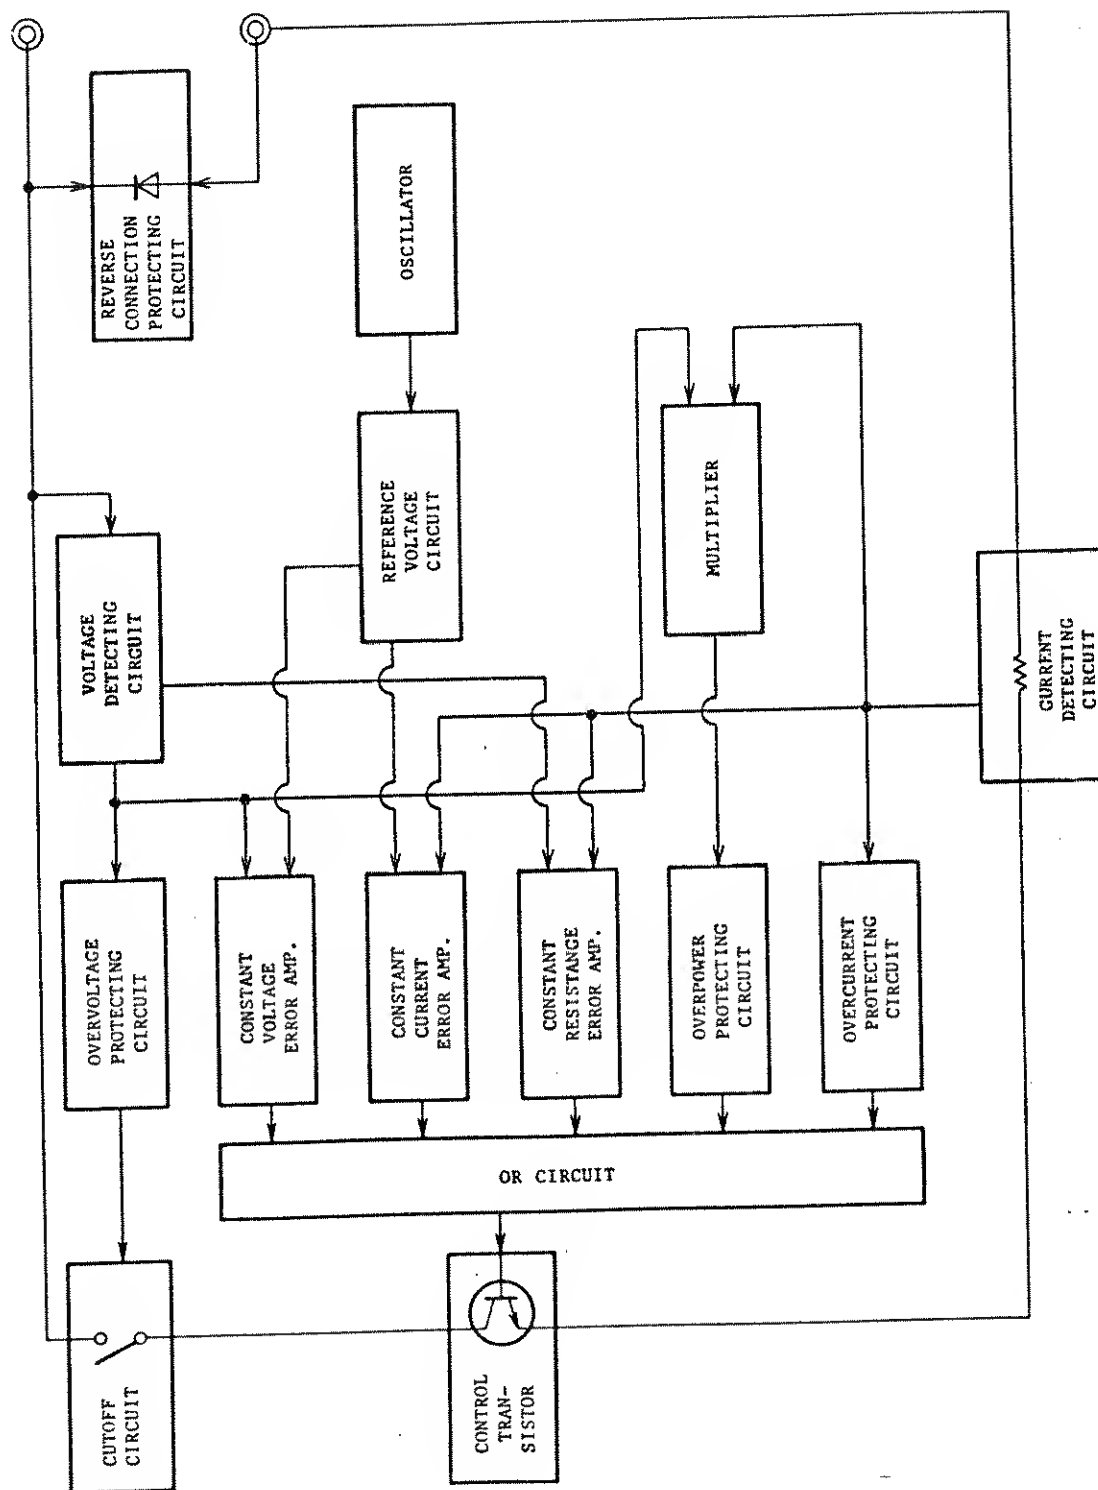 REVERSE
CONNECTION
PROTECTING
CIRCUIT
OSCILLATOR
VOLTAGE
DETECTING
CIRCUIT
REFERENCE
VOLTAGE
CIRCUIT
MULTIPLIER
GURRENT
DETECTING
CIRCUIT
OVERVOLTAGE
PROTECTING
CIRCUIT
CONSTANT
VOLTAGE
ERROR AMP.
CONSTANT
CURRENT
ERROR AMP.
CONSTANT
RESISTANGE
ERROR AMP.
OVERPOWER
PROTECTING
CIRCUIT
OVERCURRENT
PROTECTING
CIRCUIT
OR CIRCUIT
CUTOFF
CIRCUIT
CONTROL
TRAN-
SISTOR